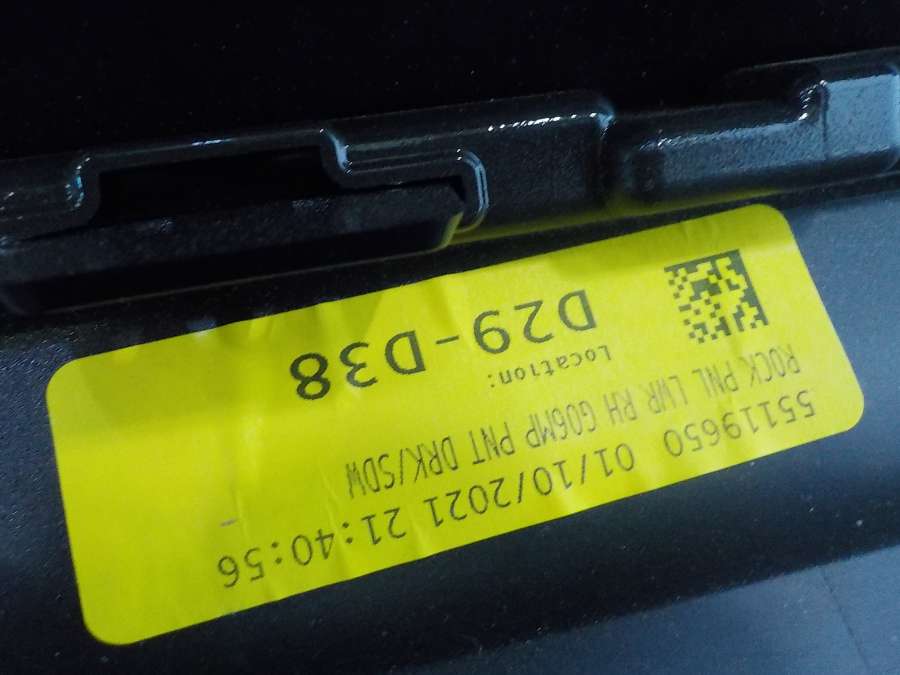 55119650 01/10/2021 21:40:56
ROCK PNL LWR RH G06MP PNT DRK/SDW
Location:
D29-D38